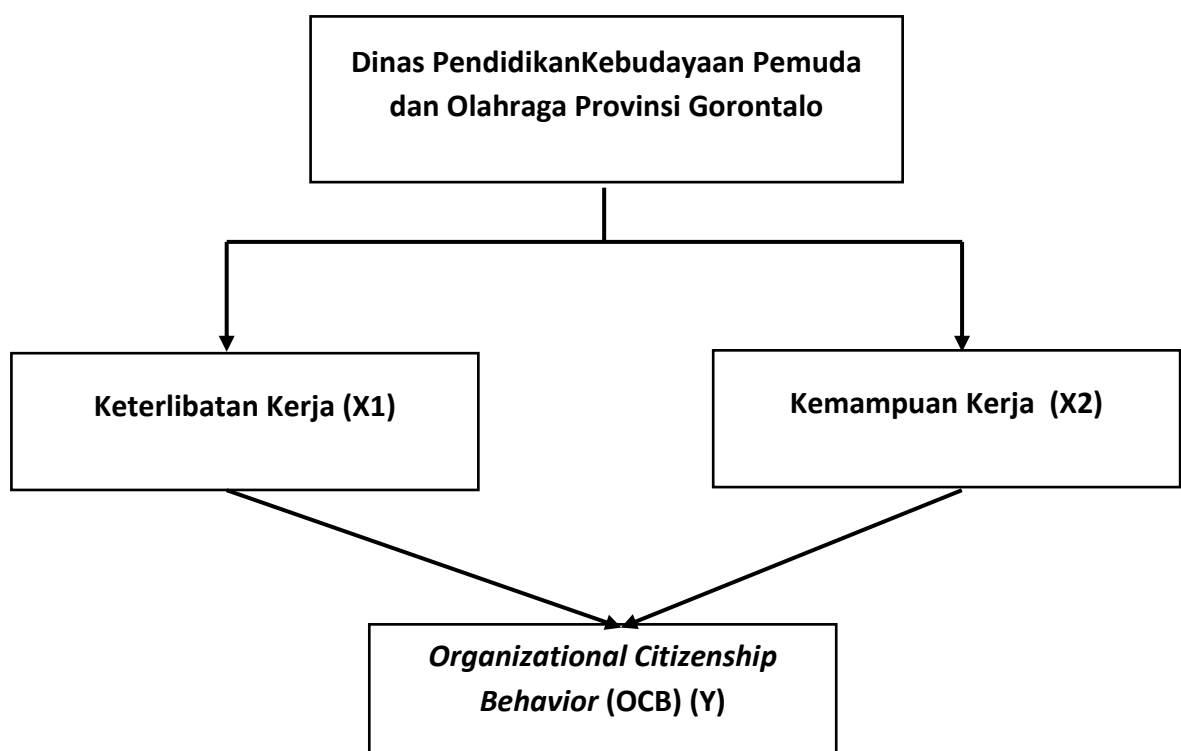 Dinas PendidikanKebudayaan Pemuda
dan Olahraga Provinsi Gorontalo
Keterlibatan Kerja (X1)
Kemampuan Kerja (X2)
Organizational Citizenship
Behavior (OCB) (Y)